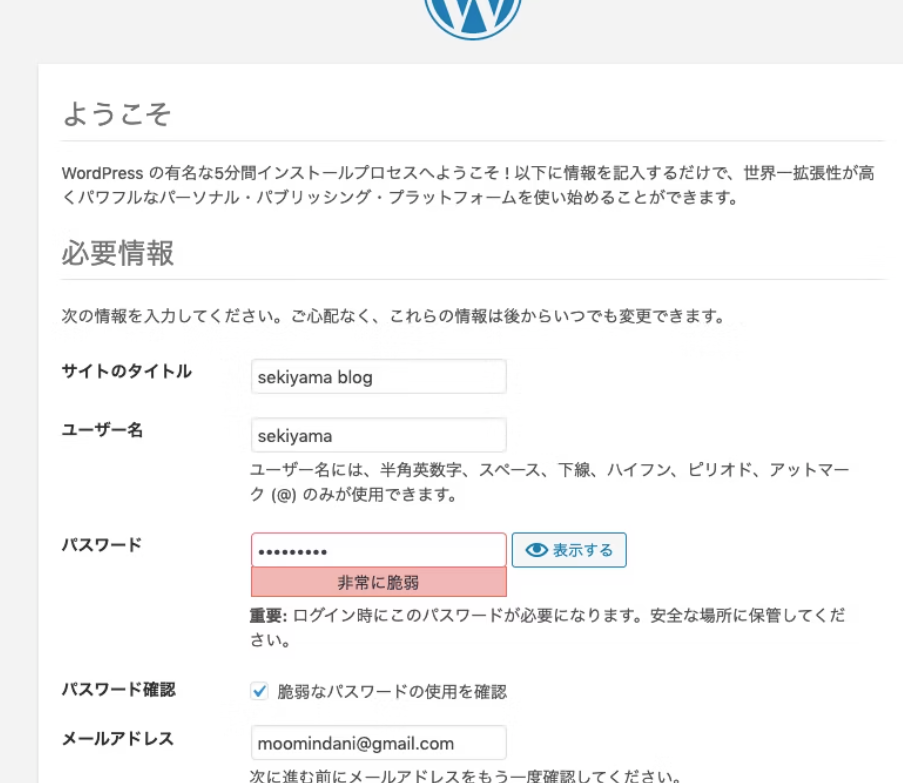 ようこそ
WordPress の有名な5分間インストールプロセスへようこそ ! 以下に情報を記入するだけで、世界一拡張性が高
くパワフルなパーソナル・パブリッシング・プラットフォームを使い始めることができます。
必要情報
次の情報を入力してください。ご心配なく、これらの情報は後からいつでも変更できます。
サイトのタイトル
sekiyama blog
ユーザー名
sekiyama
ユーザー名には、半角英数字、スペース、下線、ハイフン、ピリオド、アットマー
ク (@) のみが使用できます。
パスワード
•••••••••
表示する
非常に脆弱
重要: ログイン時にこのパスワードが必要になります。安全な場所に保管してくだ
さい。
パスワード確認
脆弱なパスワードの使用を確認
メールアドレス
moomindani@gmail.com
次に進む前にメールアドレスをもう一度確認してください。